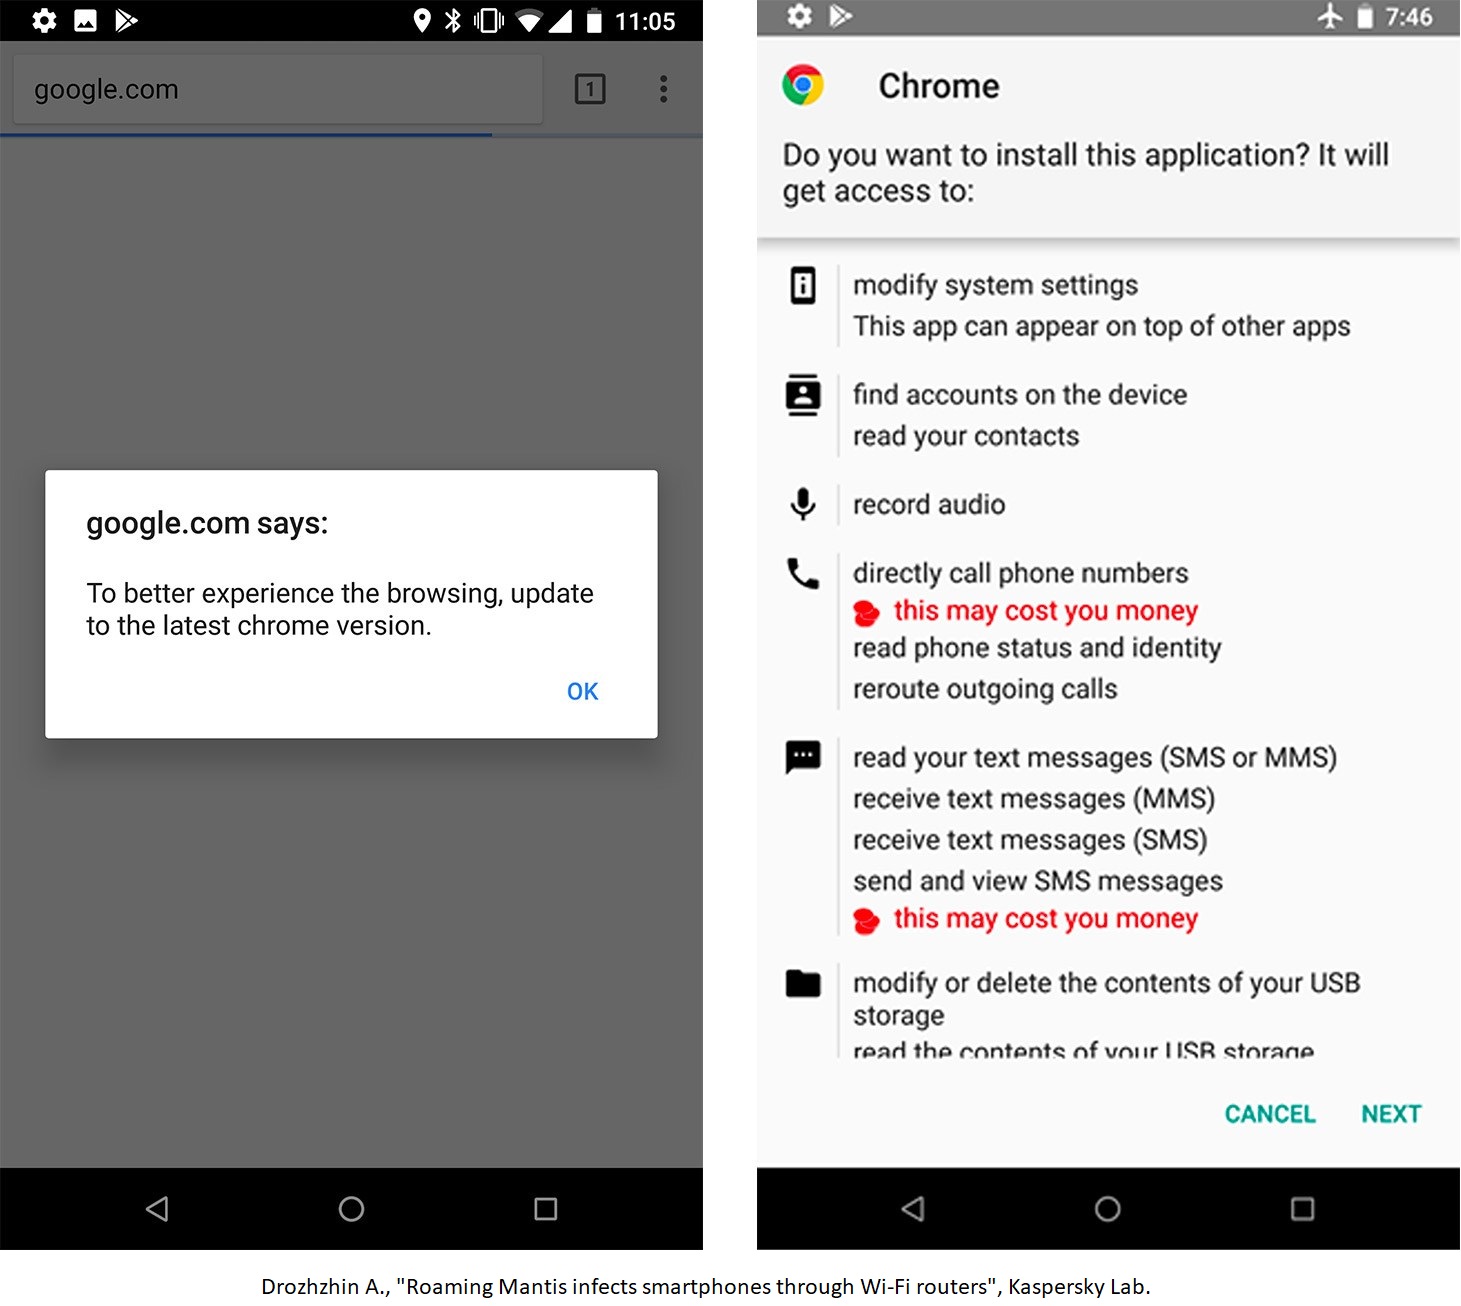 11:05
google.com
1
google.com says:
To better experience the browsing, update
to the latest chrome version.
OK
7:46
Chrome
Do you want to install this application? It will
get access to:
modify system settings
This app can appear on top of other apps
find accounts on the device
read your contacts
record audio
directly call phone numbers
this may cost you money
read phone status and identity
reroute outgoing calls
read your text messages (SMS or MMS)
receive text messages (MMS)
receive text messages (SMS)
send and view SMS messages
this may cost you money
modify or delete the contents of your USB
storage
read the contents of your USB storage
CANCEL NEXT
Drozhzhin A., "Roaming Mantis infects smartphones through Wi-Fi routers", Kaspersky Lab.